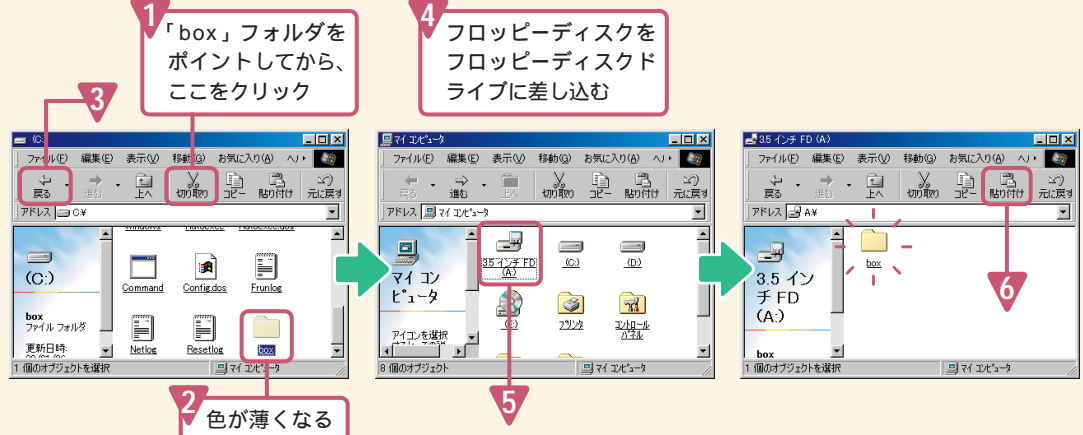 1
「box」フォルダを
ポイントしてから、
ここをクリック
4
フロッピーディスクを
フロッピーディスクド
ライブに差し込む
3
(C:)
ファイル(F) 編集(E) 表示(V) 移動(G) お気に入り(A) ヘル
戻る 進む 上へ 切り取り コピー 貼り付け 元に戻す
アドレス C:¥
(C:)
box
ファイル フォルダ
更新日時:
Command Config.dos Frunlog
Netlog Resetlog box
1 個のオブジェクトを選択 マイ コンピュータ
2
色が薄くなる
マイ コンピュータ
ファイル(F) 編集(E) 表示(V) 移動(G) お気に入り(A) ヘル
戻る 進む 上へ 切り取り コピー 貼り付け 元に戻す
アドレス マイ コンピュータ
マイ コン
ピュータ
アイコンを選択
3.5 インチ FD
(A:)
(C:) (D:)
(E:) プリンタ コントロール
パネル
8 個のオブジェクト マイ コンピュータ
5
3.5 インチ FD (A:)
ファイル(F) 編集(E) 表示(V) 移動(G) お気に入り(A) ヘル
戻る 進む 上へ 切り取り コピー 貼り付け 元に戻す
アドレス A:¥
3.5 イン
チ FD
(A:)
box
box
1 個のオブジェクトを選択 マイ コンピュータ
6